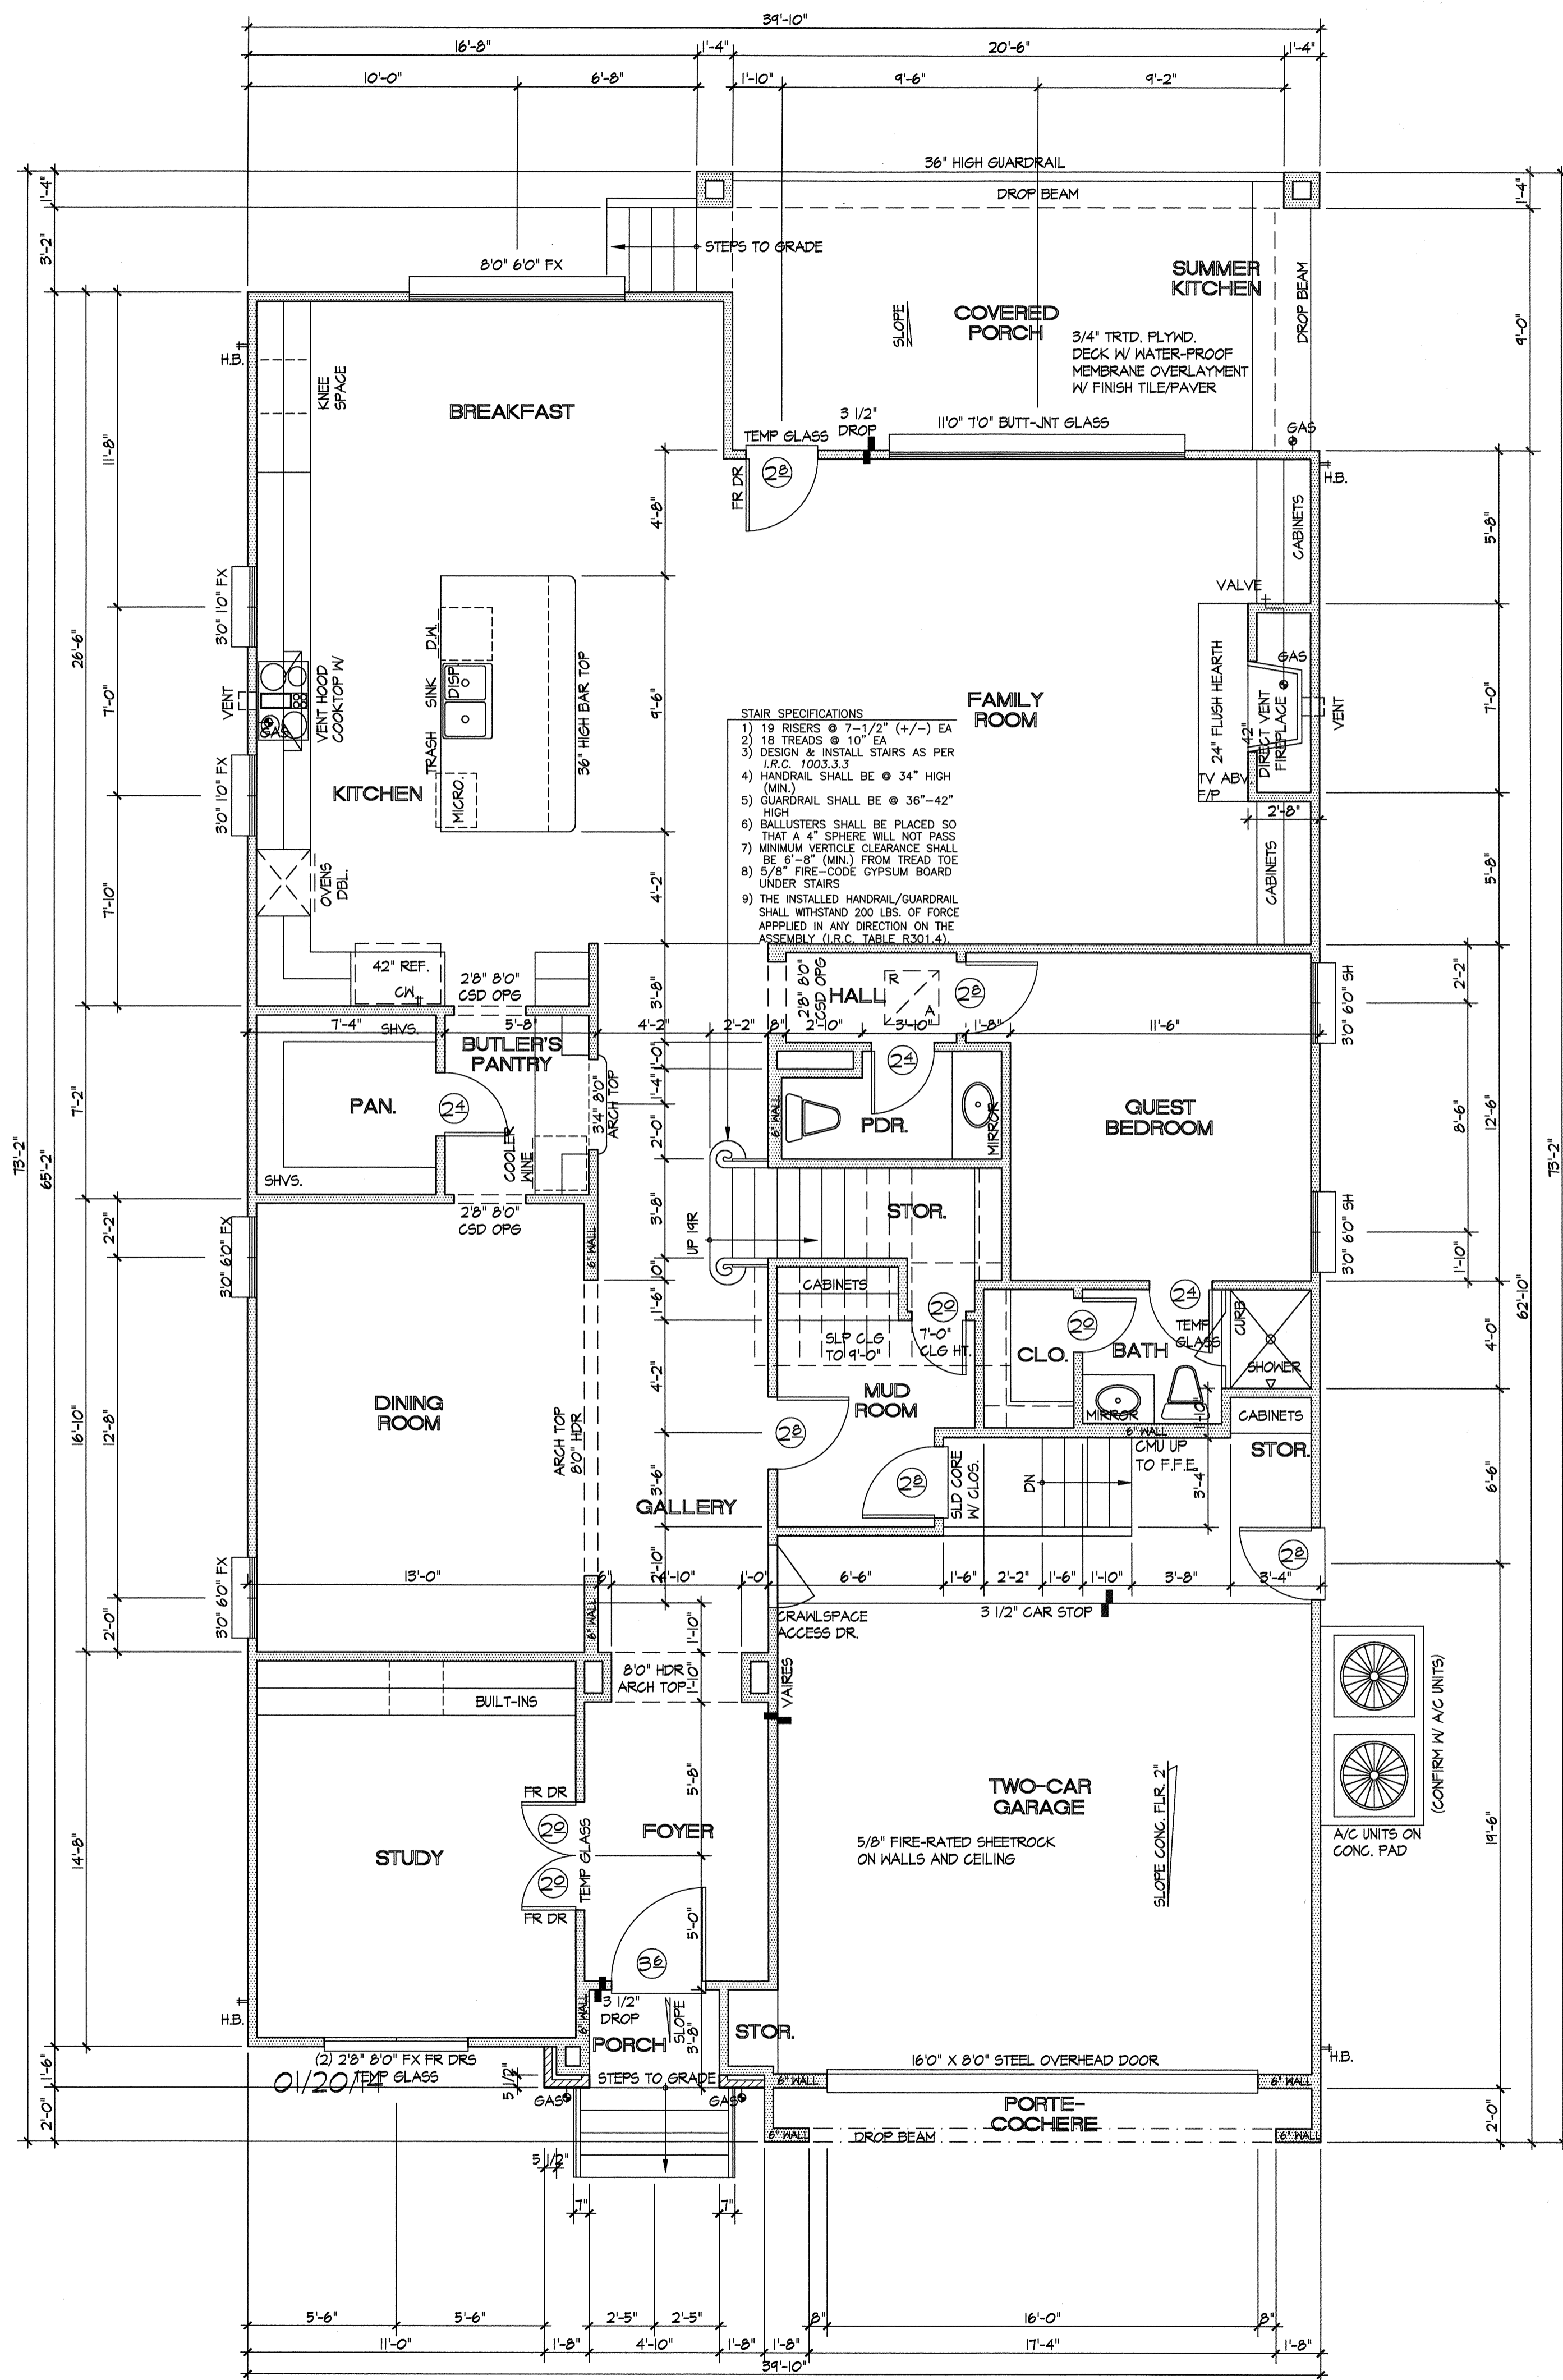 39'-10"
16'-8" 1'-4" 20'-6" 1'-4"
10'-0" 6'-8" 1'-10" 9'-6" 9'-2"
36" HIGH GUARDRAIL
DROP BEAM
1'-4"
3'-2"
1'-4"
9'-0"
STEPS TO GRADE
8'0" 6'0" FX
SUMMER
KITCHEN
DROP BEAM
COVERED
PORCH
SLOPE
3/4" TRTD. PLYWD.
DECK W/ WATER-PROOF
MEMBRANE OVERLAYMENT
W/ FINISH TILE/PAVER
H.B.
KNEE
SPACE
BREAKFAST
3 1/2"
DROP
TEMP GLASS
11'0" 7'0" BUTT-JNT GLASS
GAS
H.B.
FR DR
28
11'-8"
4'-8"
CABINETS
5'-8"
VALVE
3'0" 1'0" FX
26'-6"
7'-0"
VENT
GAS
VENT HOOD
COOKTOP W/
D.W.
SINK
DISP.
TRASH
MICRO.
36" HIGH BAR TOP
9'-6"
FAMILY
ROOM
24" FLUSH HEARTH
42"
DIRECT VENT
FIREPLACE
GAS
VENT
7'-0"
TV ABV.
F/P
2'-8"
STAIR SPECIFICATIONS
1) 19 RISERS @ 7-1/2" (+/-) EA
2) 18 TREADS @ 10" EA
3) DESIGN & INSTALL STAIRS AS PER
I.R.C. 1003.3.3
4) HANDRAIL SHALL BE @ 34" HIGH
(MIN.)
5) GUARDRAIL SHALL BE @ 36"-42"
HIGH
6) BALLUSTERS SHALL BE PLACED SO
THAT A 4" SPHERE WILL NOT PASS
7) MINIMUM VERTICLE CLEARANCE SHALL
BE 6'-8" (MIN.) FROM TREAD TOE
8) 5/8" FIRE-CODE GYPSUM BOARD
UNDER STAIRS
9) THE INSTALLED HANDRAIL/GUARDRAIL
SHALL WITHSTAND 200 LBS. OF FORCE
APPPLIED IN ANY DIRECTION ON THE
ASSEMBLY (I.R.C. TABLE R301.4).
KITCHEN
3'0" 1'0" FX
7'-10"
OVENS
DBL.
4'-2"
CABINETS
5'-8"
42" REF.
CW
2'8" 8'0"
CSD OPG
3'-8"
2'8" 8'0"
CSD OPG
HALL
R
A
28
3'0" 6'0" SH
2'-2"
7'-4" 5'-8" 4'-2" 2'-2" 8" 2'-10" 3'-10" 1'-8" 11'-6"
SHVS.
BUTLER'S
PANTRY
1'-0"
1'-4"
24
PAN.
24
3'4" 8'0"
ARCH TOP
6" WALL
PDR.
MIRROR
GUEST
BEDROOM
7'-2"
2'-0"
8'-6"
12'-6"
COOLER
WINE
SHVS.
73'-2"
65'-2"
73'-2"
62'-10"
2'8" 8'0"
CSD OPG
3'-8"
STOR.
UP 19R
3'0" 6'0" SH
2'-2"
3'0" 6'0" FX
6" WALL
10"
1'-10"
CABINETS
1'-6"
20
24
SLP CLG
TO 9'-0"
7'-0"
CLG HT.
20
CLO.
BATH
TEMP
GLASS
CURB
SHOWER
4'-0"
DINING
ROOM
16'-10"
12'-8"
4'-2"
MUD
ROOM
MIRROR
1'-10"
CABINETS
ARCH TOP
8'0" HDR
28
6" WALL
CMU UP
TO F.F.E.
STOR.
28
SLD CORE
W/ CLOS.
DN
3'-4"
6'-6"
3'-6"
GALLERY
28
3'0" 6'0" FX
2'-10"
13'-0" 6" 4'-10" 1'-0" 6'-6" 1'-6" 2'-2" 1'-6" 1'-10" 3'-8" 3'-4"
2'-0"
6" WALL
1'-10"
CRAWLSPACE
ACCESS DR.
3 1/2" CAR STOP
8'0" HDR
ARCH TOP
1'-10"
VAIRES
BUILT-INS
(CONFIRM W/ A/C UNITS)
A/C UNITS ON
CONC. PAD
FR DR
20
TEMP GLASS
20
FR DR
STUDY
FOYER
5'-8"
TWO-CAR
GARAGE
SLOPE CONC. FLR. 2"
5/8" FIRE-RATED SHEETROCK
ON WALLS AND CEILING
14'-8"
19'-6"
5'-0"
36
H.B.
3 1/2"
DROP
6" WALL
PORCH
SLOPE
3'-8"
STOR.
H.B.
(2) 2'8" 8'0" FX FR DRS
TEMP GLASS
01/20/14
16'0" X 8'0" STEEL OVERHEAD DOOR
1'-6"
5 1/2"
STEPS TO GRADE
GAS
GAS
6" WALL
6" WALL
PORTE-
COCHERE
2'-0"
2'-0"
6" WALL
DROP BEAM
6" WALL
5 1/2"
7" 7"
5'-6" 5'-6" 2'-5" 2'-5" 8" 16'-0" 8"
11'-0" 1'-8" 4'-10" 1'-8" 1'-8" 17'-4" 1'-8"
39'-10"